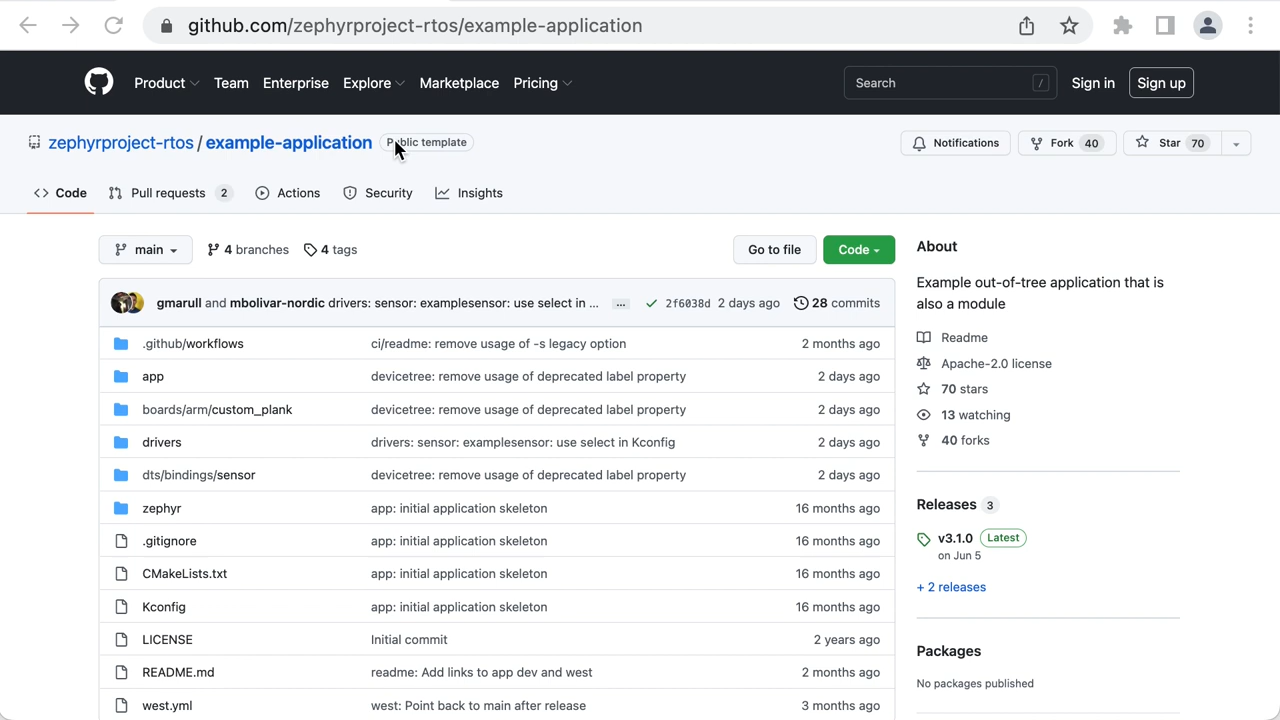 github.com/zephyrproject-rtos/example-application
Product Team Enterprise Explore Marketplace Pricing Search / Sign in Sign up
zephyrproject-rtos / example-application Public template Notifications Fork 40 Star 70
Code Pull requests 2 Actions Security Insights
main 4 branches 4 tags Go to file Code About
Example out-of-tree application that is
also a module
gmarull and mbolivar-nordic drivers: sensor: examplesensor: use select in ... ... 2f6038d 2 days ago 28 commits
.github/workflows ci/readme: remove usage of -s legacy option 2 months ago Readme
app devicetree: remove usage of deprecated label property 2 days ago Apache-2.0 license
70 stars
boards/arm/custom_plank devicetree: remove usage of deprecated label property 2 days ago 13 watching
drivers drivers: sensor: examplesensor: use select in Kconfig 2 days ago 40 forks
dts/bindings/sensor devicetree: remove usage of deprecated label property 2 days ago
zephyr app: initial application skeleton 16 months ago Releases 3
.gitignore app: initial application skeleton 16 months ago v3.1.0 Latest
on Jun 5
CMakeLists.txt app: initial application skeleton 16 months ago + 2 releases
Kconfig app: initial application skeleton 16 months ago
LICENSE Initial commit 2 years ago Packages
README.md readme: Add links to app dev and west 2 months ago No packages published
west.yml west: Point back to main after release 3 months ago